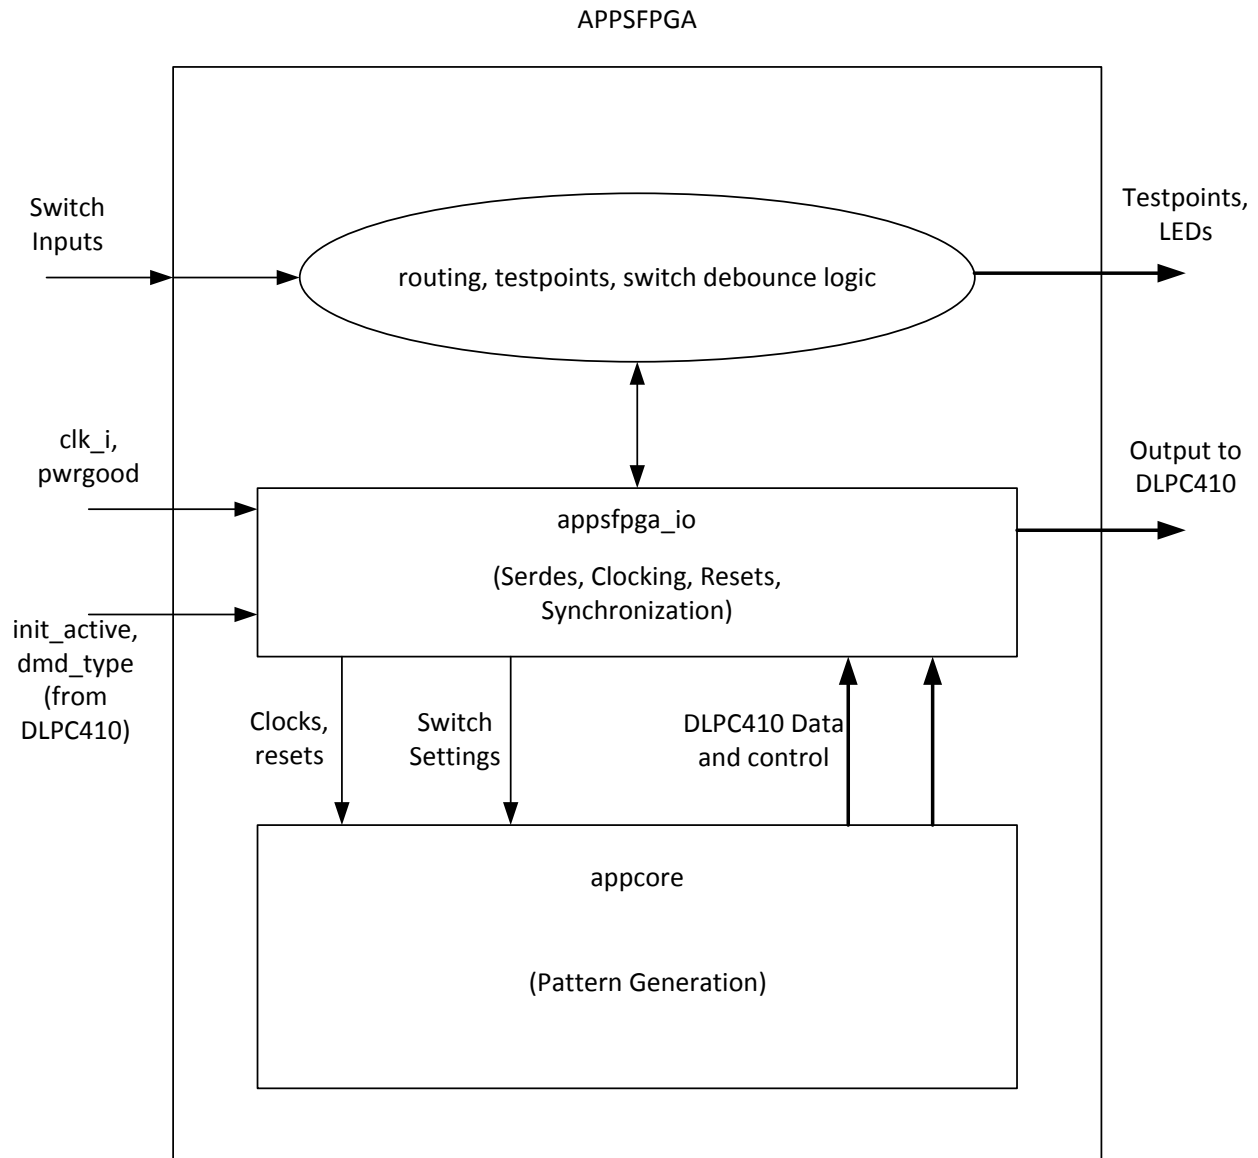 APPSFPGA
Switch
Inputs
routing, testpoints, switch debounce logic
Testpoints,
LEDs
clk_i,
pwrgood
appsfpga_io
(Serdes, Clocking, Resets,
Synchronization)
Output to
DLPC410
init_active,
dmd_type
(from
DLPC410)
Clocks,
resets
Switch
Settings
DLPC410 Data
and control
appcore
(Pattern Generation)